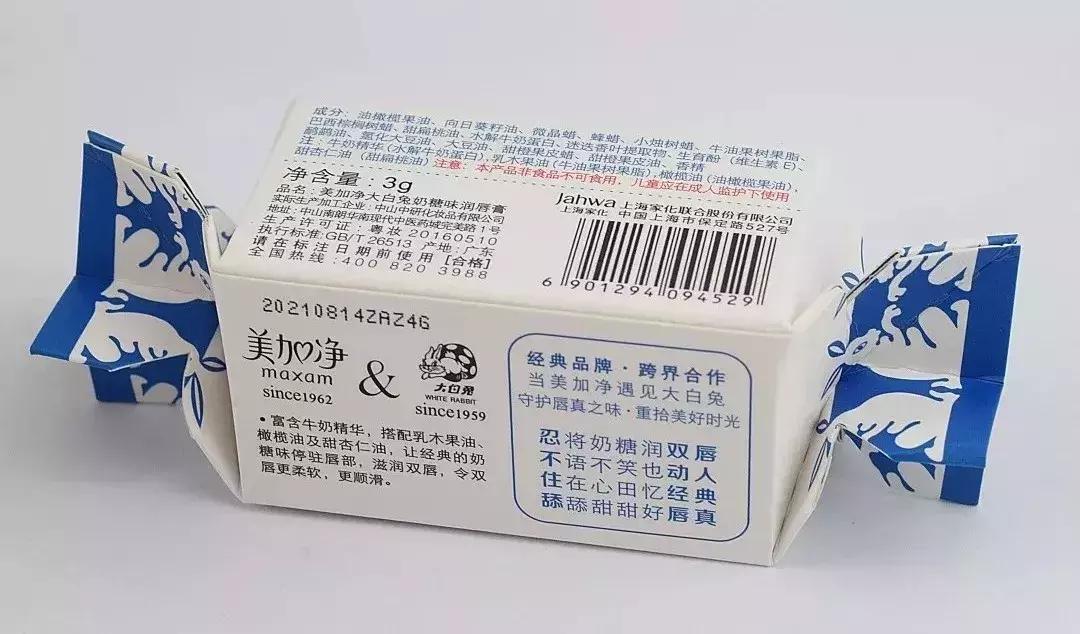 成分：油橄榄果油、向日葵籽油、微晶蜡、蜂蜡、小烛树蜡、牛油果树果脂、
巴西棕榈树蜡、甜扁桃油、水解牛奶蛋白、迷迭香叶提取物、生育酚（维生素E）、
鸸鹋油、氢化大豆油、大豆油、甜橙果皮蜡、甜橙果皮油、香精
注：牛奶精华（水解牛奶蛋白），乳木果油（牛油果树果脂），橄榄油（油橄榄果油），
甜杏仁油（甜扁桃油）注意：本产品非食品不可食用，儿童应在成人监护下使用
净含量：3g
品名：美加净大白兔奶糖味润唇膏
实际生产加工企业：中山中研化妆品有限公司
地址：中山南朗华南现代中医药城完美路1号
生产许可证：粤妆20160510
执行标准：GB/T 26513 产地：广东
请在标注日期前使用 [合格]
全国热线：400 820 3988
Jahwa 上海家化联合股份有限公司
上海家化 中国上海市保定路527号
6 901294 094529
20210814ZAZ4G
美加净
maxam
since1962
&
大白兔
WHITE RABBIT
since1959
• 富含牛奶精华，搭配乳木果油、
橄榄油及甜杏仁油，让经典的奶
糖味停驻唇部，滋润双唇，令双
唇更柔软，更顺滑。
经典品牌·跨界合作
当美加净遇见大白兔
守护唇真之味·重拾美好时光
忍将奶糖润双唇
不语不笑也动人
住在心田忆经典
舔舔甜甜好唇真